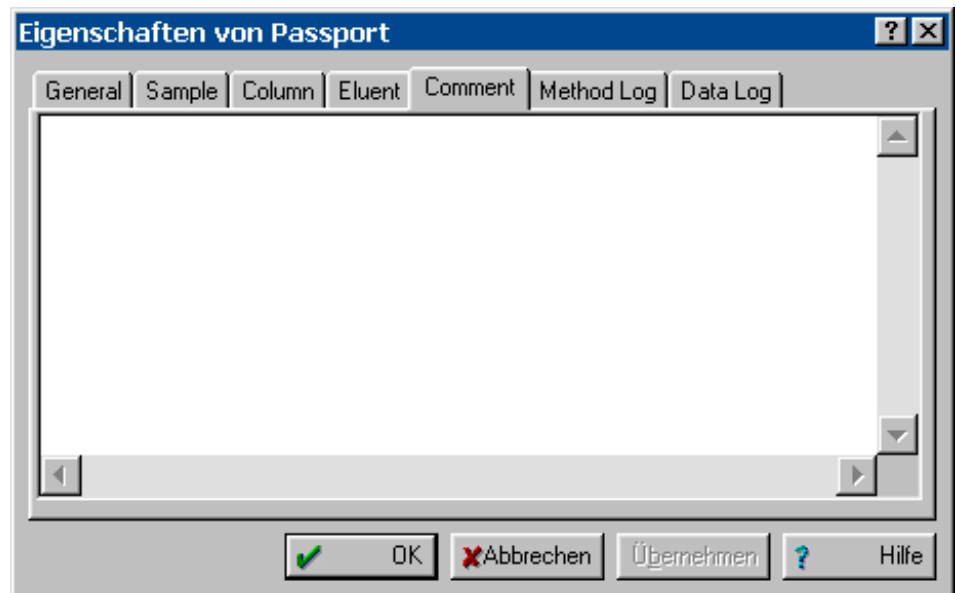 Eigenschaften von Passport
General Sample Column Eluent Comment Method Log Data Log
OK Abbrechen Übernehmen Hilfe